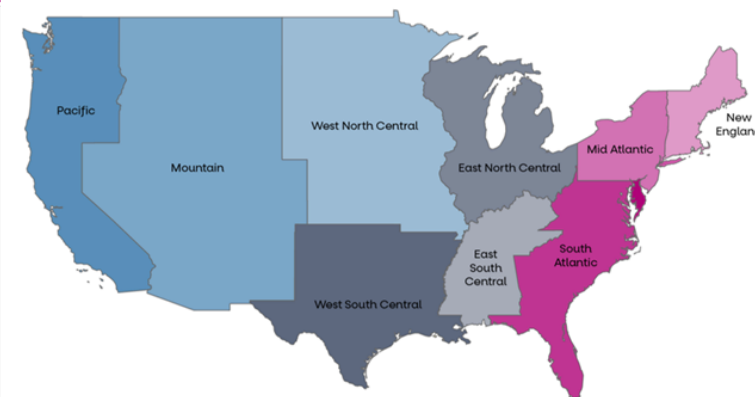 Pacific
Mountain
West North Central
East North Central
Mid Atlantic
New
Englan
South
Atlantic
East
South
Central
West South Central